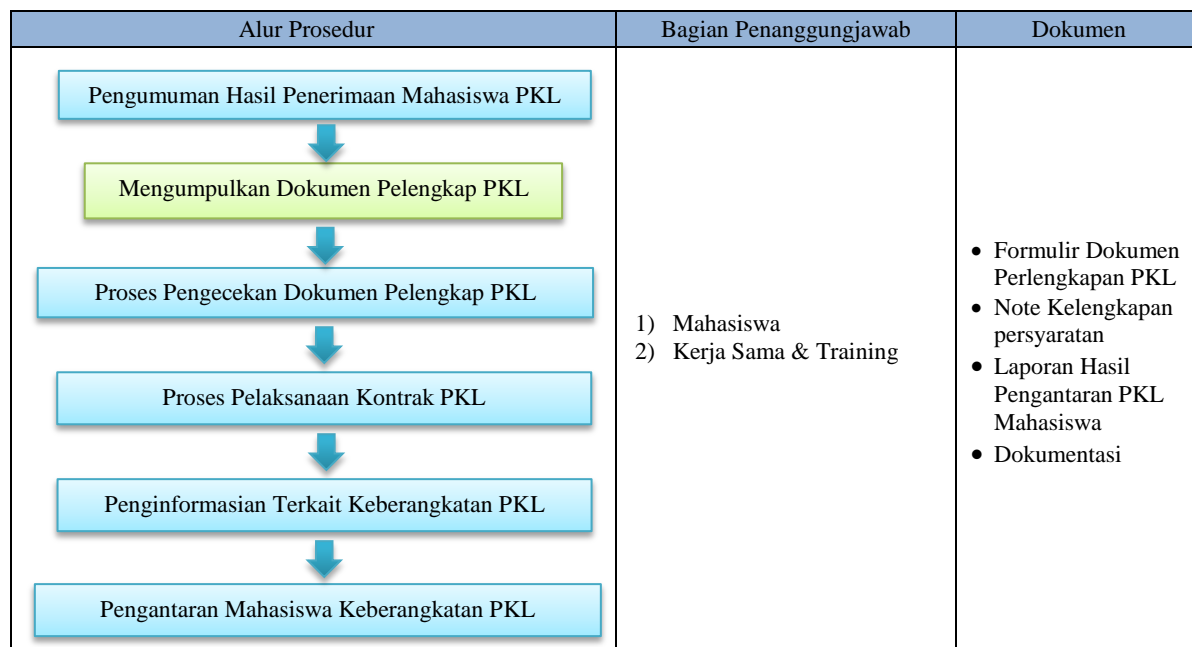 Alur Prosedur
Bagian Penanggungjawab
Dokumen
Pengumuman Hasil Penerimaan Mahasiswa PKL
Mengumpulkan Dokumen Pelengkap PKL
Proses Pengecekan Dokumen Pelengkap PKL
Proses Pelaksanaan Kontrak PKL
Penginformasian Terkait Keberangkatan PKL
Pengantaran Mahasiswa Keberangkatan PKL
1) Mahasiswa
2) Kerja Sama & Training
• Formulir Dokumen
Perlengkapan PKL
• Note Kelengkapan
persyaratan
• Laporan Hasil
Pengantaran PKL
Mahasiswa
• Dokumentasi